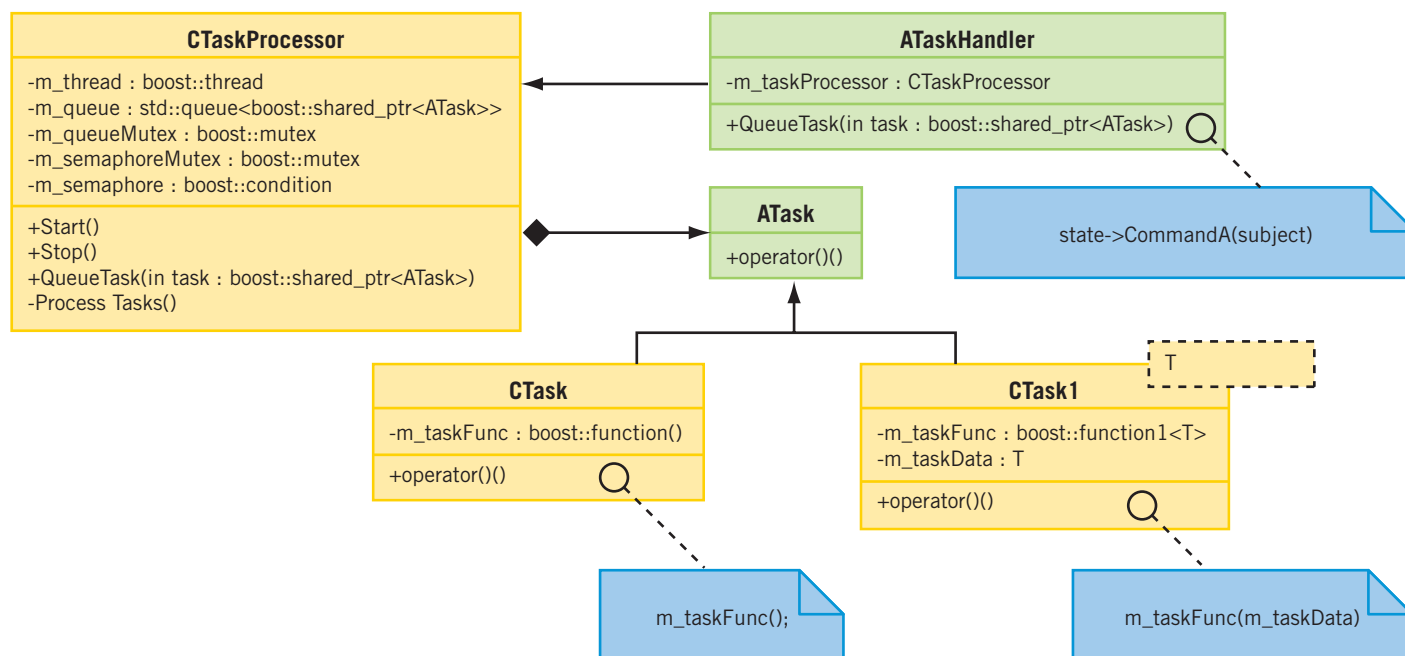 CTaskProcessor
-m_thread : boost::thread
-m_queue : std::queue<boost::shared_ptr<ATask>>
-m_queueMutex : boost::mutex
-m_semaphoreMutex : boost::mutex
-m_semaphore : boost::condition
+Start()
+Stop()
+QueueTask(in task : boost::shared_ptr<ATask>)
-Process Tasks()
ATaskHandler
-m_taskProcessor : CTaskProcessor
+QueueTask(in task : boost::shared_ptr<ATask>)
state->CommandA(subject)
ATask
+operator()()
CTask
-m_taskFunc : boost::function()
+operator()()
m_taskFunc();
T
CTask1
-m_taskFunc : boost::function1<T>
-m_taskData : T
+operator()()
m_taskFunc(m_taskData)